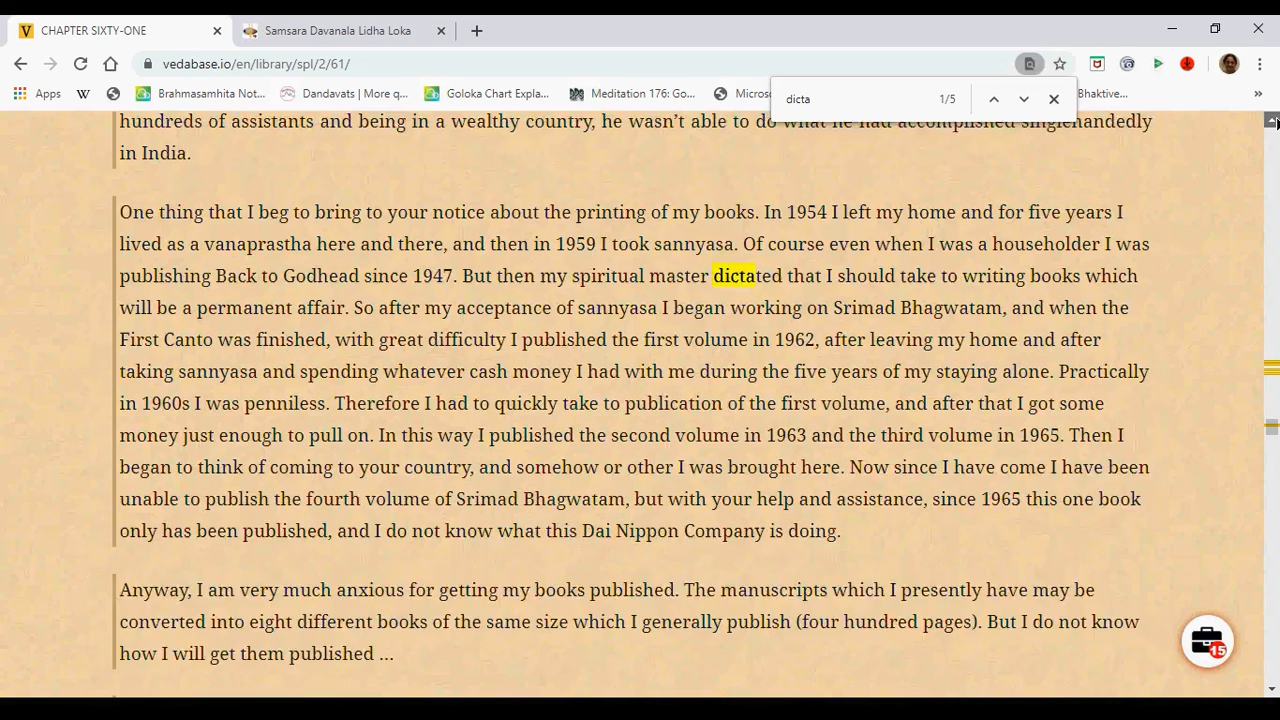 CHAPTER SIXTY-ONE
Samsara Davanala Lidha Loka
vedabase.io/en/library/spl/2/61/
Apps
Brahmasamhita Not...
Dandavats | More q...
Goloka Chart Expla...
Meditation 176: Go...
Bhaktive...
dicta
1/5
hundreds of assistants and being in a wealthy country, he wasn’t able to do what he had accomplished singlehandedly
in India.
One thing that I beg to bring to your notice about the printing of my books. In 1954 I left my home and for five years I
lived as a vanaprastha here and there, and then in 1959 I took sannyasa. Of course even when I was a householder I was
publishing Back to Godhead since 1947. But then my spiritual master dictated that I should take to writing books which
will be a permanent affair. So after my acceptance of sannyasa I began working on Srimad Bhagwatam, and when the
First Canto was finished, with great difficulty I published the first volume in 1962, after leaving my home and after
taking sannyasa and spending whatever cash money I had with me during the five years of my staying alone. Practically
in 1960s I was penniless. Therefore I had to quickly take to publication of the first volume, and after that I got some
money just enough to pull on. In this way I published the second volume in 1963 and the third volume in 1965. Then I
began to think of coming to your country, and somehow or other I was brought here. Now since I have come I have been
unable to publish the fourth volume of Srimad Bhagwatam, but with your help and assistance, since 1965 this one book
only has been published, and I do not know what this Dai Nippon Company is doing.
Anyway, I am very much anxious for getting my books published. The manuscripts which I presently have may be
converted into eight different books of the same size which I generally publish (four hundred pages). But I do not know
how I will get them published ...
15